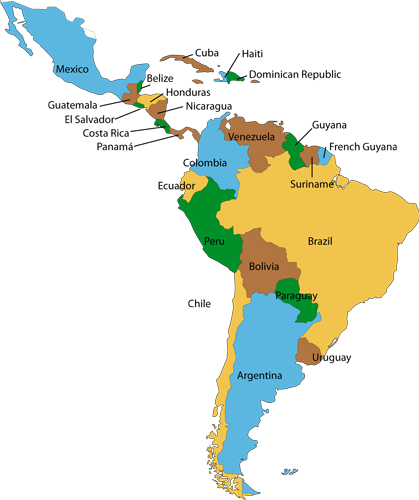 Cuba
Haiti
Mexico
Belize
Dominican Republic
Honduras
Guatemala
Nicaragua
El Salvador
Costa Rica
Guyana
Venezuela
Panamá
French Guyana
Colombia
Ecuador
Suriname
Peru
Brazil
Bolivia
Paraguay
Chile
Uruguay
Argentina